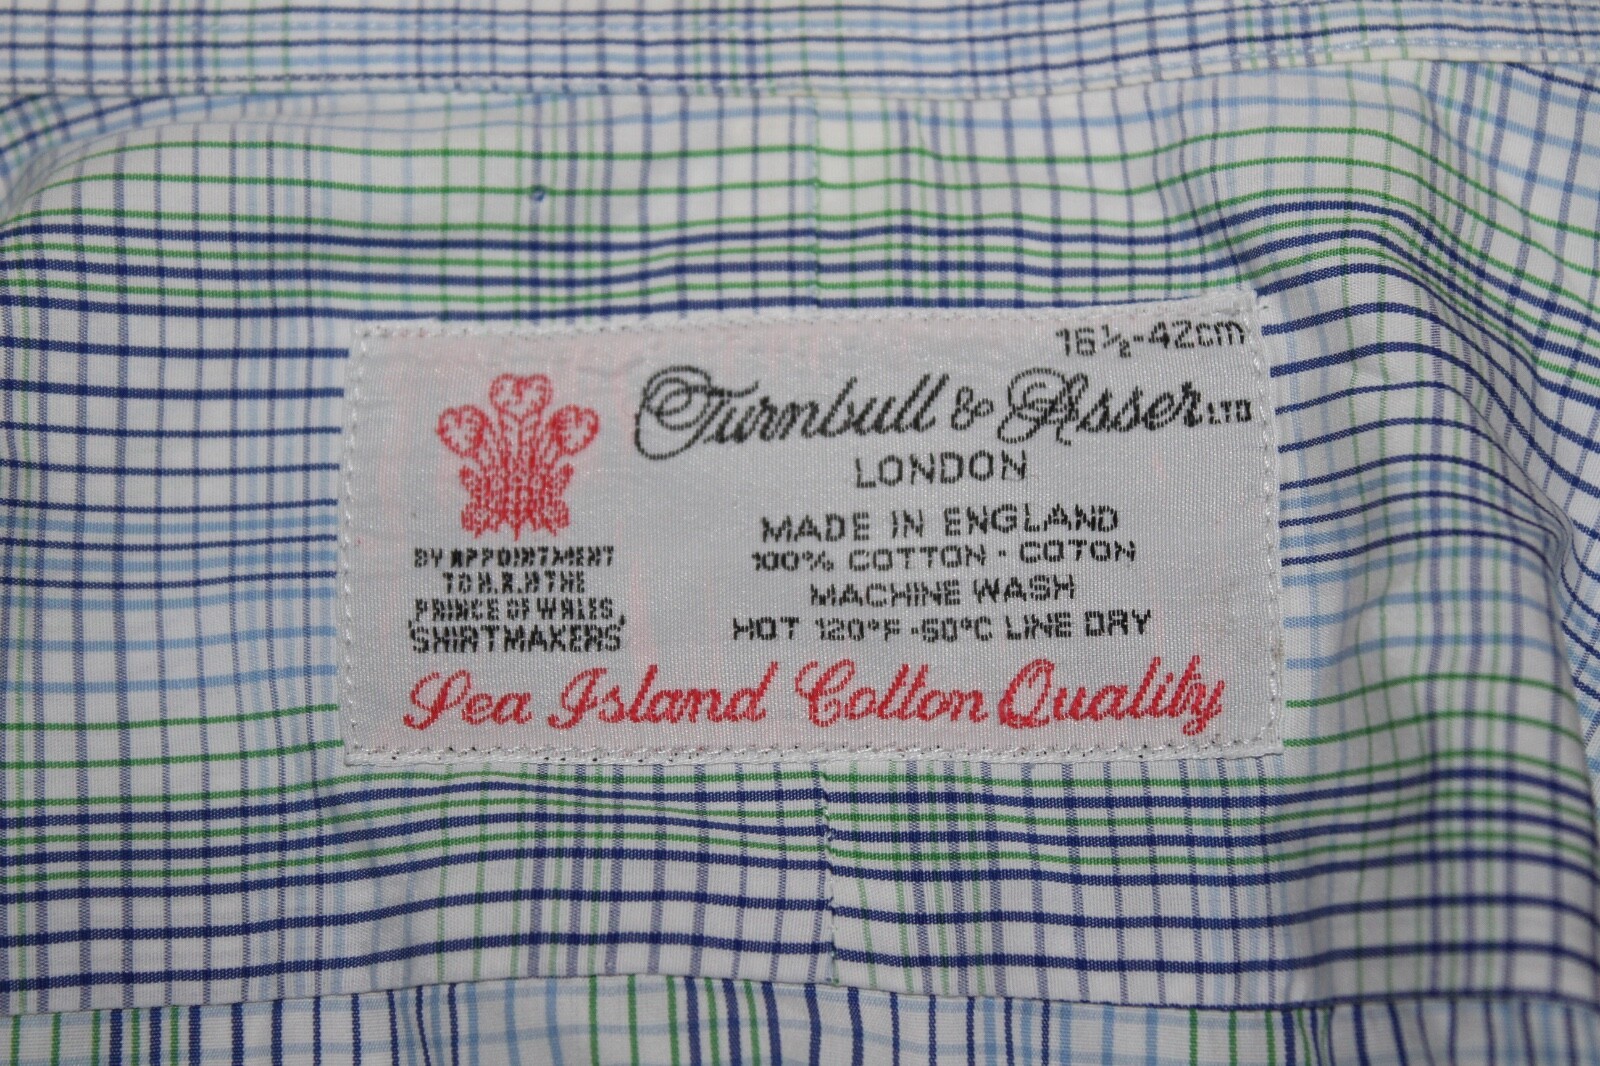 16½-42cm
Turnbull & Asser LTD
LONDON
MADE IN ENGLAND
100% COTTON - COTON
MACHINE WASH
HOT 120°F-50°C LINE DRY
BY APPOINTMENT
TO H.R.H THE
PRINCE OF WALES,
SHIRTMAKERS
Sea Island Cotton Quality